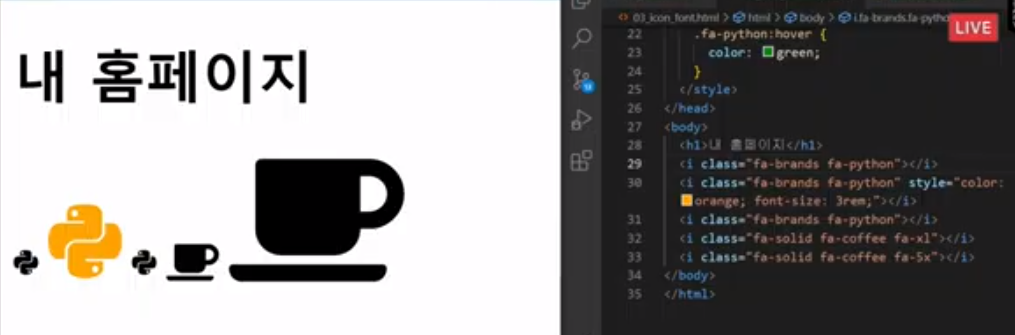 내 홈페이지
03_icon_font.html > html > body > i.fa-brands.fa-pytho
LIVE
22 .fa-python:hover {
23 color: green;
24 }
25 </style>
26 </head>
27 <body>
28 <h1>내 홈페이지</h1>
29 <i class="fa-brands fa-python"></i>
30 <i class="fa-brands fa-python" style="color:
orange; font-size: 3rem;"></i>
31 <i class="fa-brands fa-python"></i>
32 <i class="fa-solid fa-coffee fa-xl"></i>
33 <i class="fa-solid fa-coffee fa-5x"></i>
34 </body>
35 </html>